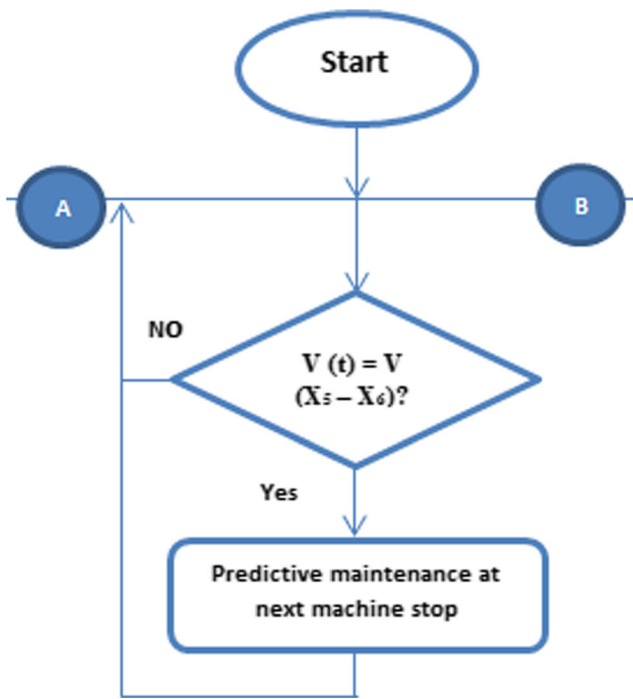 Start
A
B
NO
V (t) = V
(X₅ – X₆)?
Yes
Predictive maintenance at
next machine stop